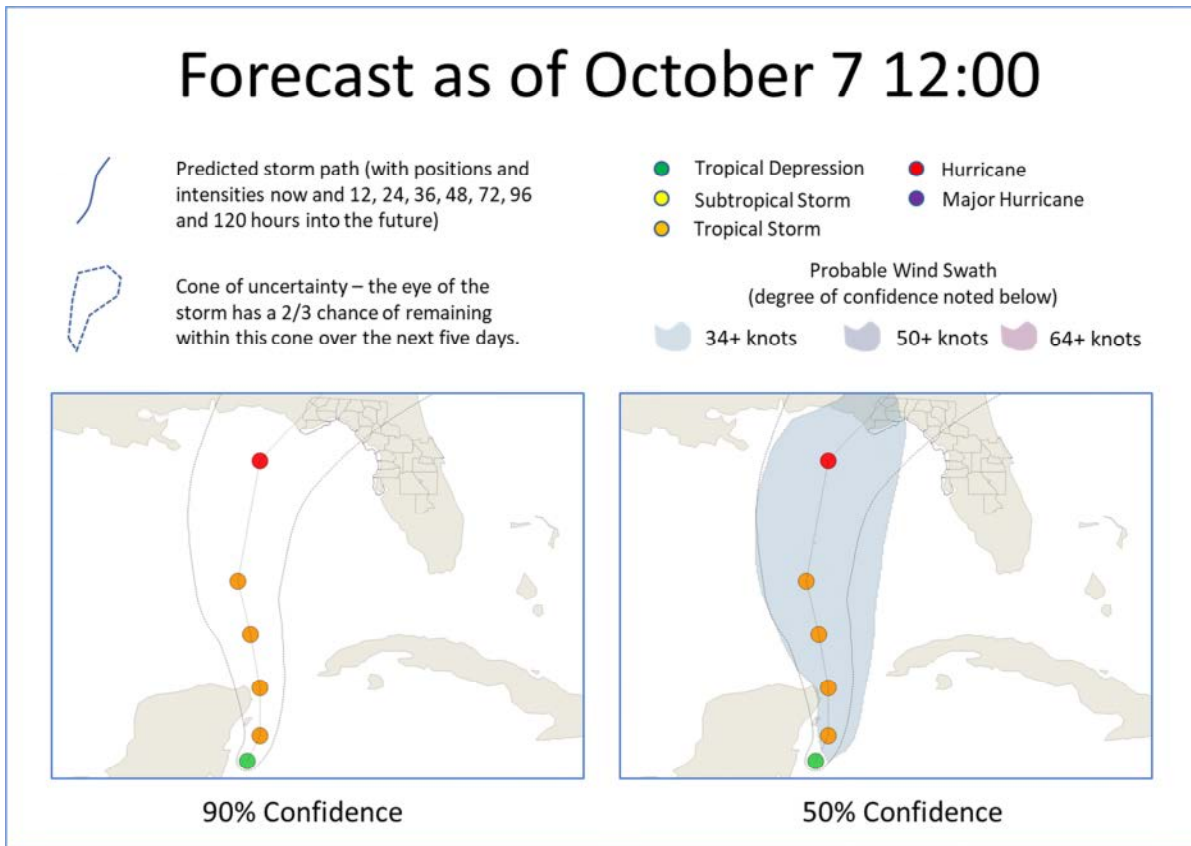 Forecast as of October 7 12:00
Predicted storm path (with positions and
intensities now and 12, 24, 36, 48, 72, 96
and 120 hours into the future)
Cone of uncertainty – the eye of the
storm has a 2/3 chance of remaining
within this cone over the next five days.
Tropical Depression
Subtropical Storm
Tropical Storm
Hurricane
Major Hurricane
Probable Wind Swath
(degree of confidence noted below)
34+ knots
50+ knots
64+ knots
90% Confidence
50% Confidence